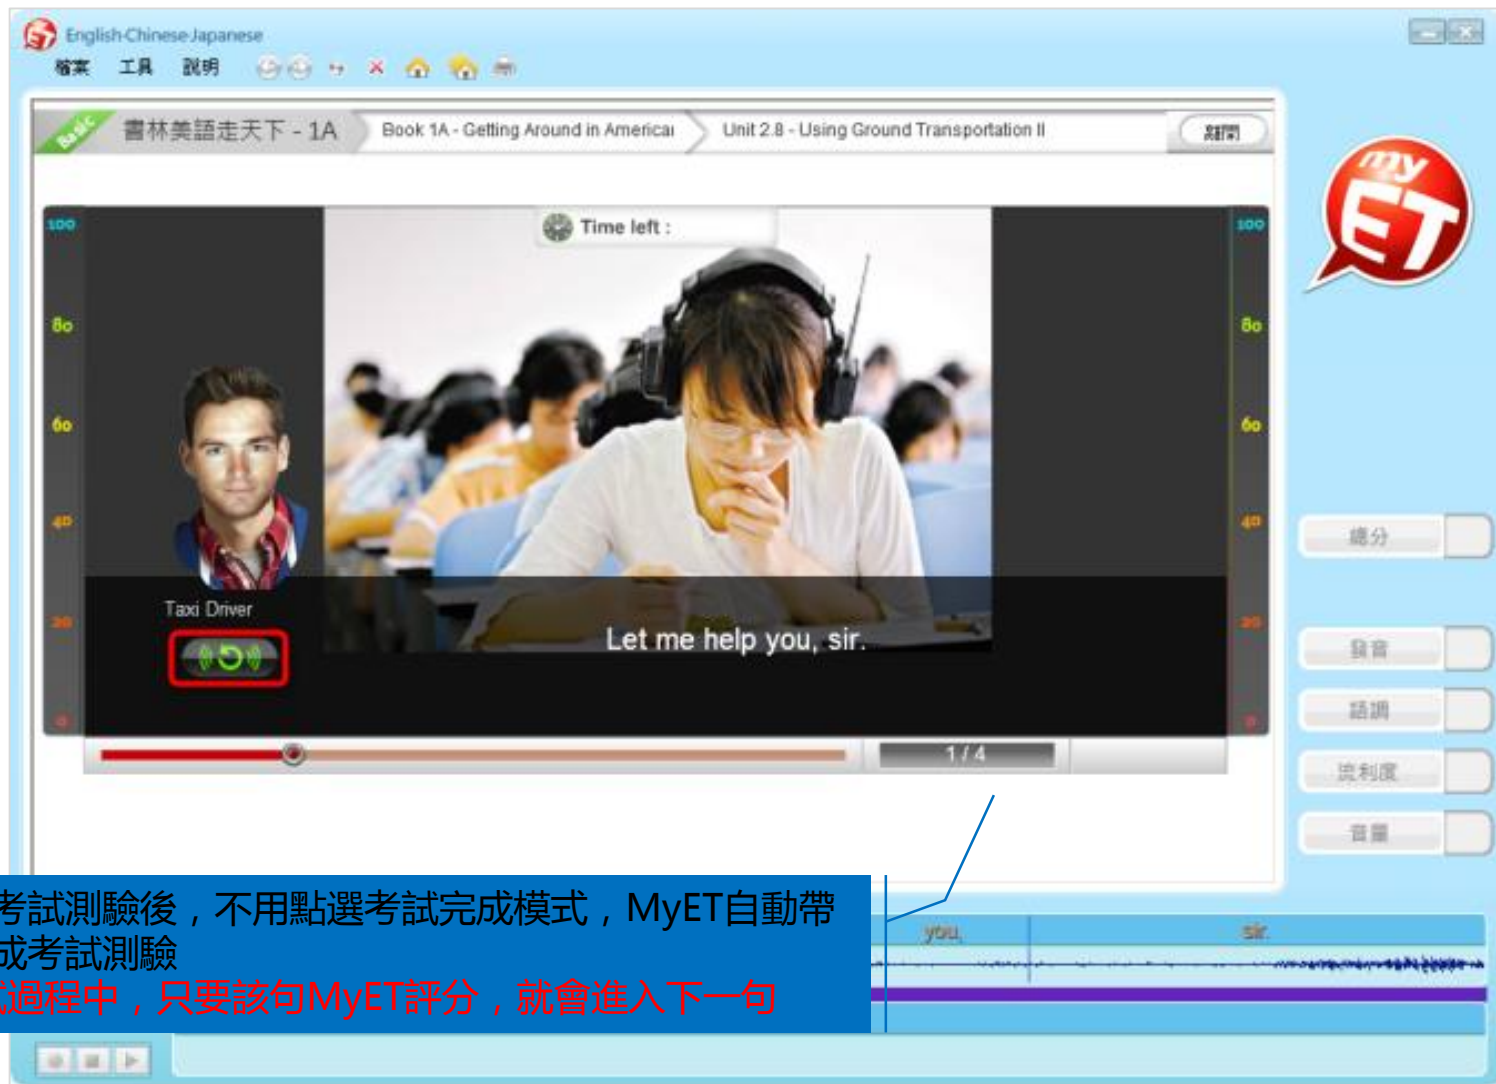 English-Chinese-Japanese
檔案 工具 説明
Basic 書林美語走天下 - 1A Book 1A - Getting Around in American Unit 2.8 - Using Ground Transportation II 離開
my
ET
Time left :
100 100
80 80
60 60
40 40
20 20
0 0
Taxi Driver
Let me help you, sir.
1 / 4
總分
發音
語調
流利度
音量
考試測驗後，不用點選考試完成模式，MyET自動帶
成考試測驗
過程中，只要該句MyET評分，就會進入下一句
you, sir.